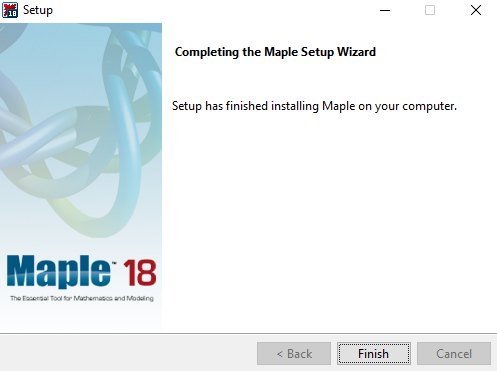 Setup
Completing the Maple Setup Wizard
Setup has finished installing Maple on your computer.
Maple™ 18
The Essential Tool for Mathematics and Modeling
< Back
Finish
Cancel